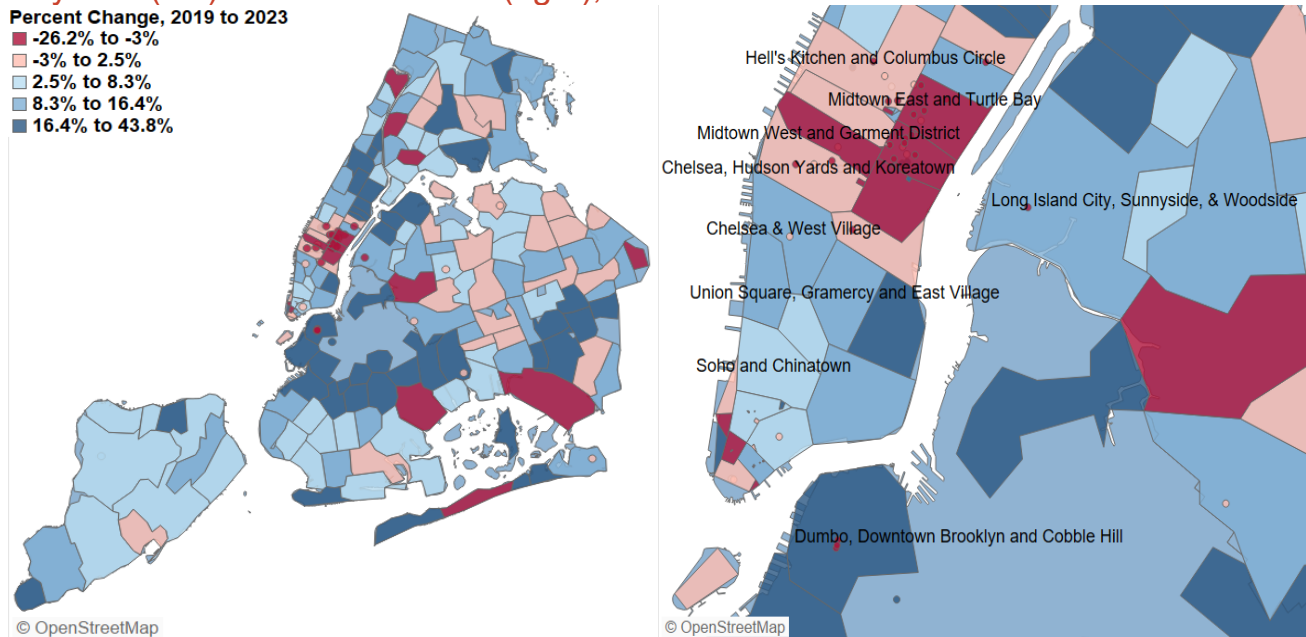 Percent Change, 2019 to 2023
-26.2% to -3%
-3% to 2.5%
2.5% to 8.3%
8.3% to 16.4%
16.4% to 43.8%
© OpenStreetMap
Hell's Kitchen and Columbus Circle
Midtown East and Turtle Bay
Midtown West and Garment District
Chelsea, Hudson Yards and Koreatown
Long Island City, Sunnyside, & Woodside
Chelsea & West Village
Union Square, Gramercy and East Village
Soho and Chinatown
Dumbo, Downtown Brooklyn and Cobble Hill
© OpenStreetMap